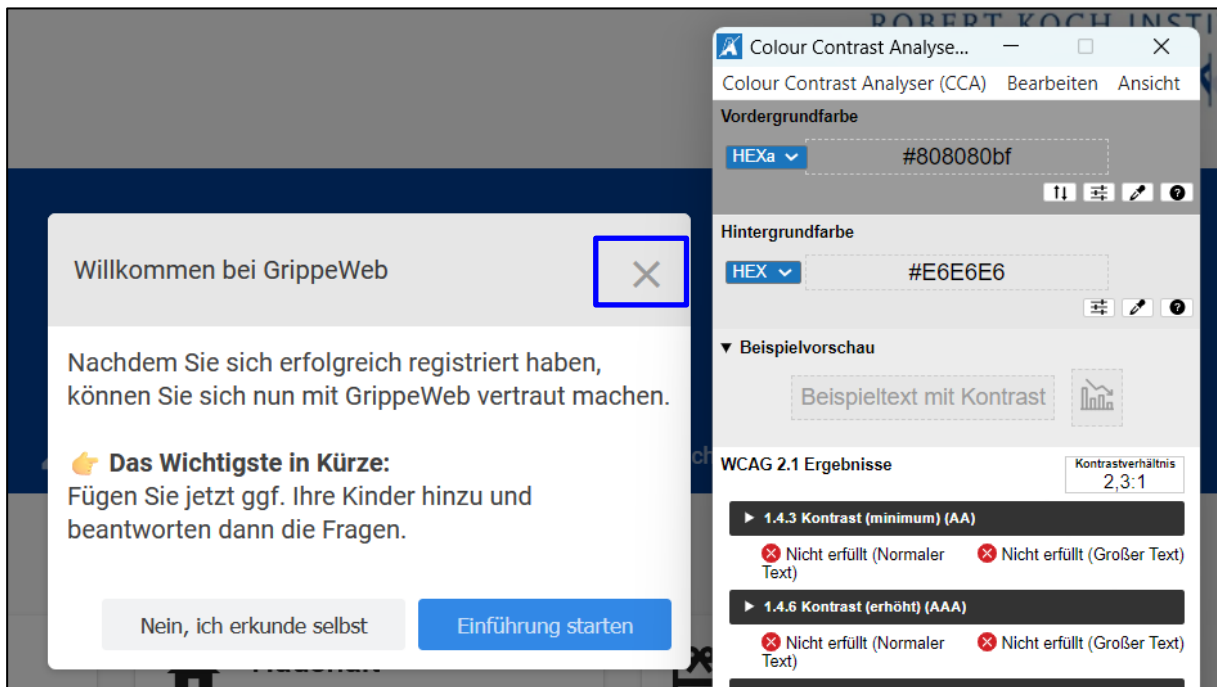 ROBERT KOCH INSTI
Colour Contrast Analyse...
Colour Contrast Analyser (CCA) Bearbeiten Ansicht
Vordergrundfarbe
HEXa #808080bf
Hintergrundfarbe
HEX #E6E6E6
Beispielvorschau
Beispieltext mit Kontrast
WCAG 2.1 Ergebnisse
Kontrastverhältnis
2,3:1
1.4.3 Kontrast (minimum) (AA)
Nicht erfüllt (Normaler Text)
Nicht erfüllt (Großer Text)
1.4.6 Kontrast (erhöht) (AAA)
Nicht erfüllt (Normaler Text)
Nicht erfüllt (Großer Text)
Willkommen bei GrippeWeb
Nachdem Sie sich erfolgreich registriert haben,
können Sie sich nun mit GrippeWeb vertraut machen.
👉 Das Wichtigste in Kürze:
Fügen Sie jetzt ggf. Ihre Kinder hinzu und
beantworten dann die Fragen.
Nein, ich erkunde selbst
Einführung starten